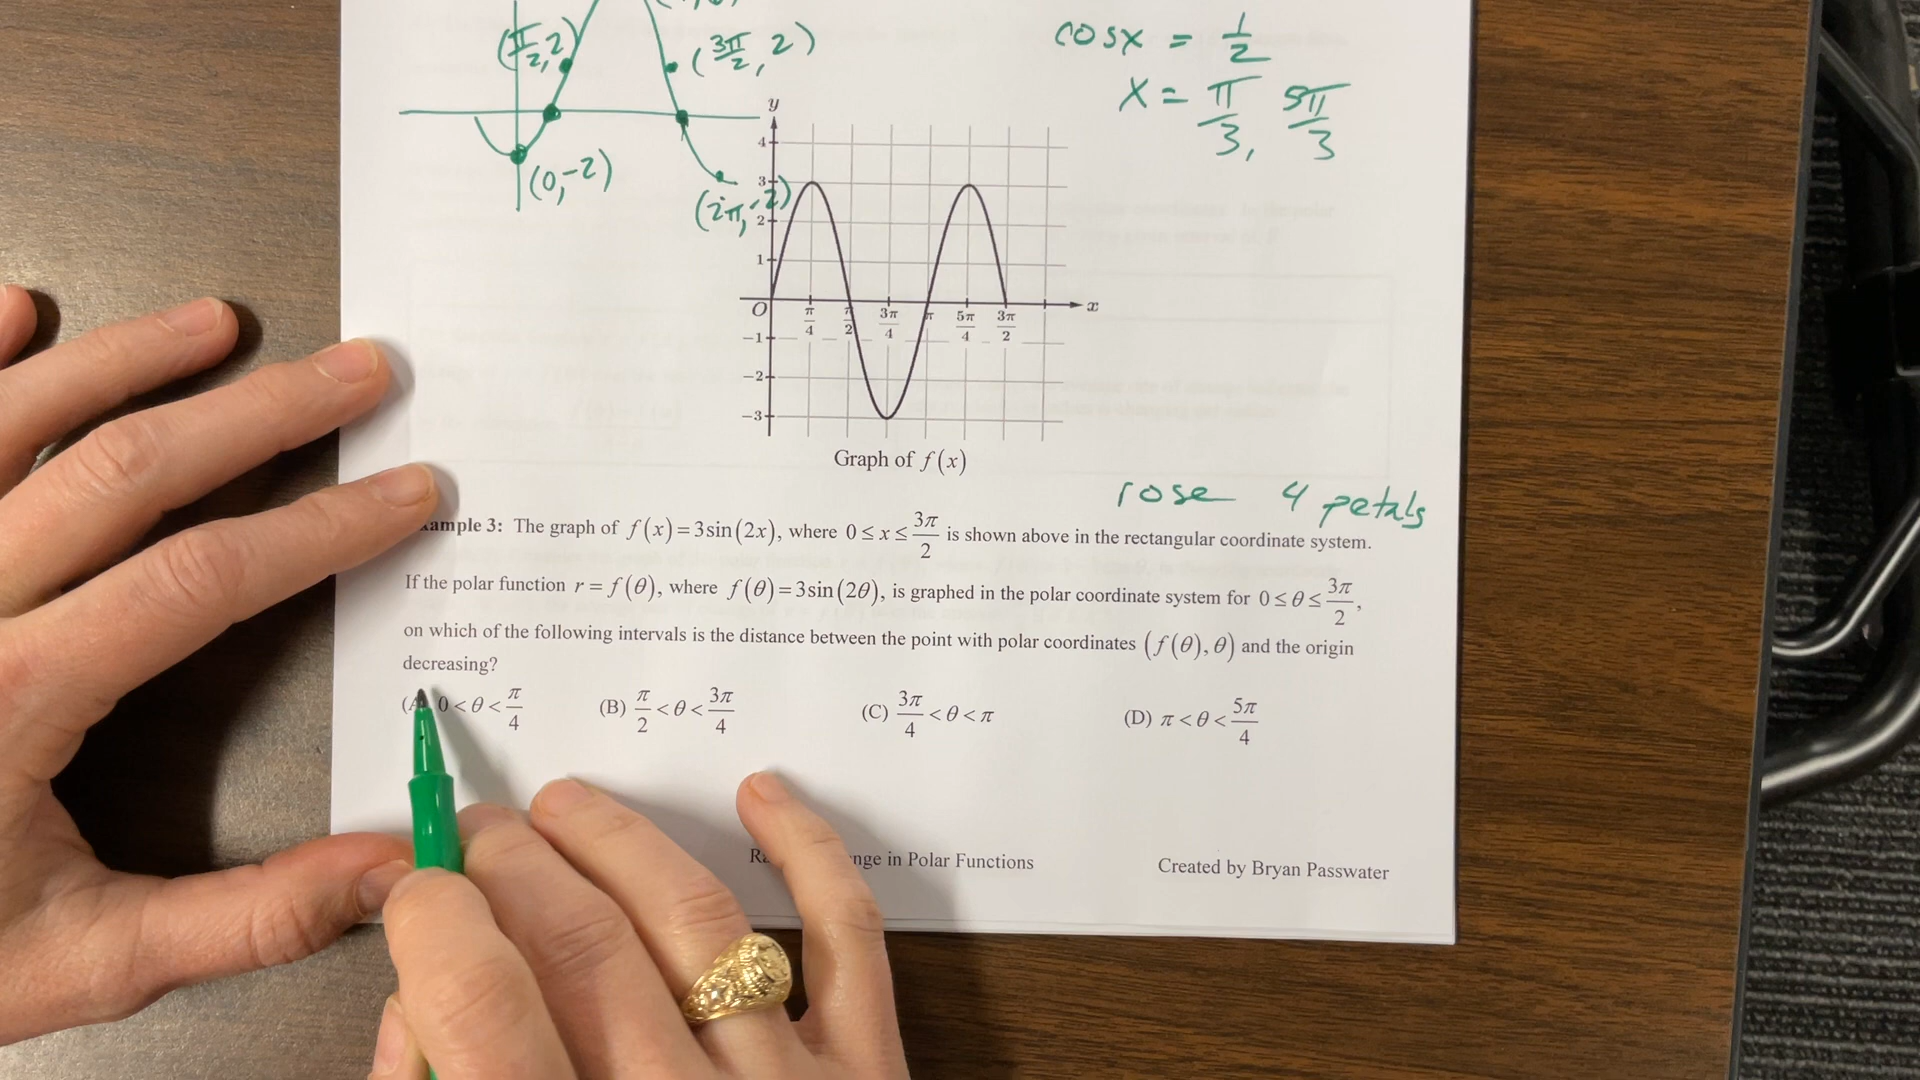 (π/2, 2)
(3π/2, 2)
(0, -2)
(2π, -2)
cosx = 1/2
x = π/3, 5π/3
y
4
3
2
1
O π/4 π/2 3π/4 π 5π/4 3π/2 x
-1
-2
-3
Graph of f(x)
rose 4 petals
3: The graph of f(x)=3sin(2x), where 0≤x≤3π/2 is shown above in the rectangular coordinate system.
If the polar function r=f(θ), where f(θ)=3sin(2θ), is graphed in the polar coordinate system for 0≤θ≤3π/2,
on which of the following intervals is the distance between the point with polar coordinates (f(θ),θ) and the origin
decreasing?
0<θ<π/4 (B) π/2<θ<3π/4 (C) 3π/4<θ<π (D) π<θ<5π/4
in Polar Functions Created by Bryan Passwater